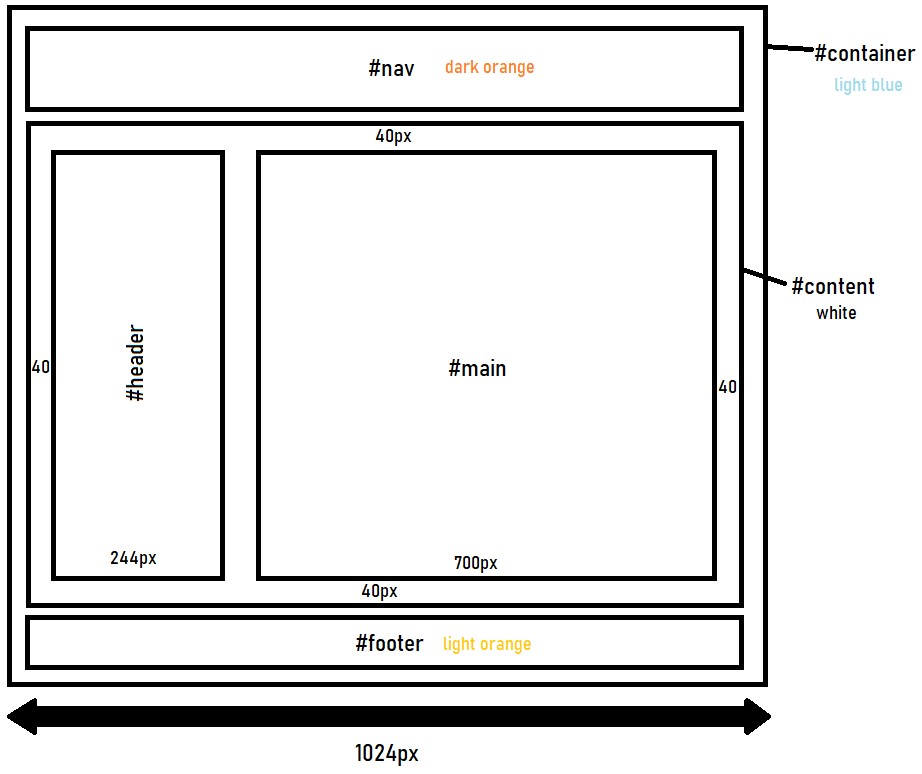 #nav dark orange
#container
light blue
40px
#content
white
#header
#main
40
40
244px
700px
40px
#footer light orange
1024px